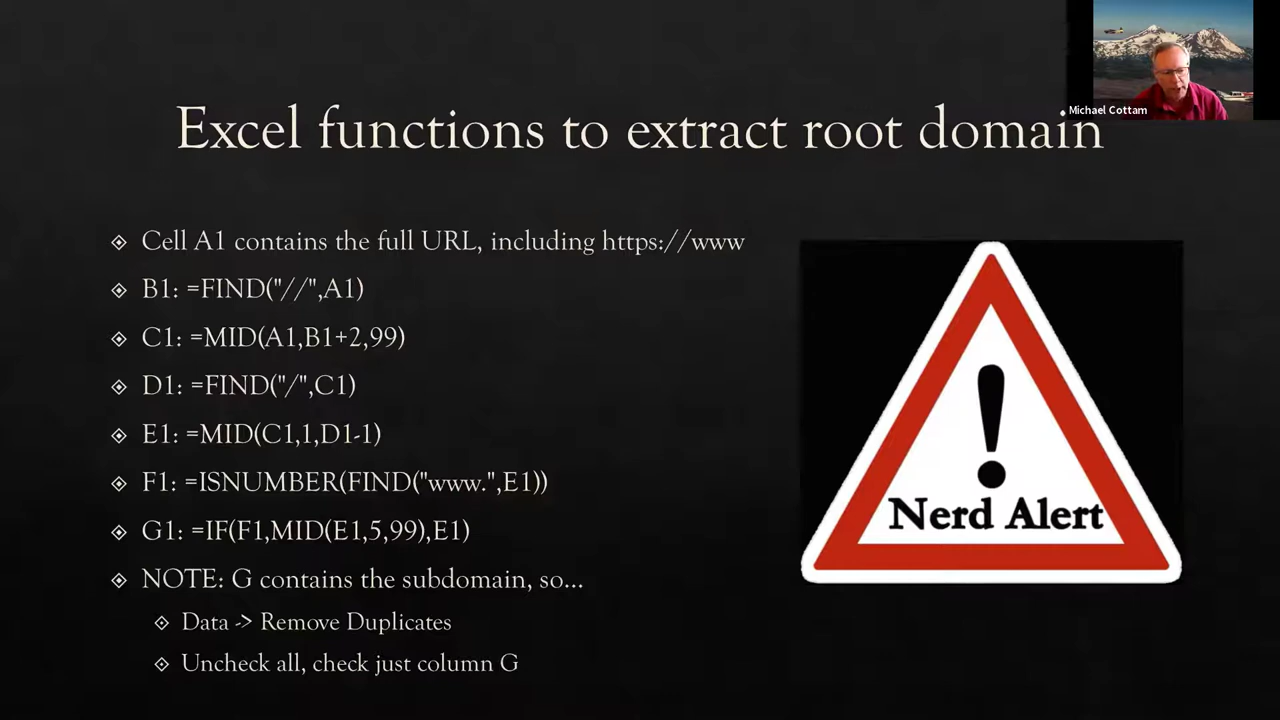 Michael Cottam
Excel functions to extract root domain
Cell A1 contains the full URL, including https://www
B1: =FIND("//",A1)
C1: =MID(A1,B1+2,99)
D1: =FIND("/",C1)
E1: =MID(C1,1,D1-1)
F1: =ISNUMBER(FIND("www.",E1))
G1: =IF(F1,MID(E1,5,99),E1)
NOTE: G contains the subdomain, so...
Data -> Remove Duplicates
Uncheck all, check just column G
Nerd Alert